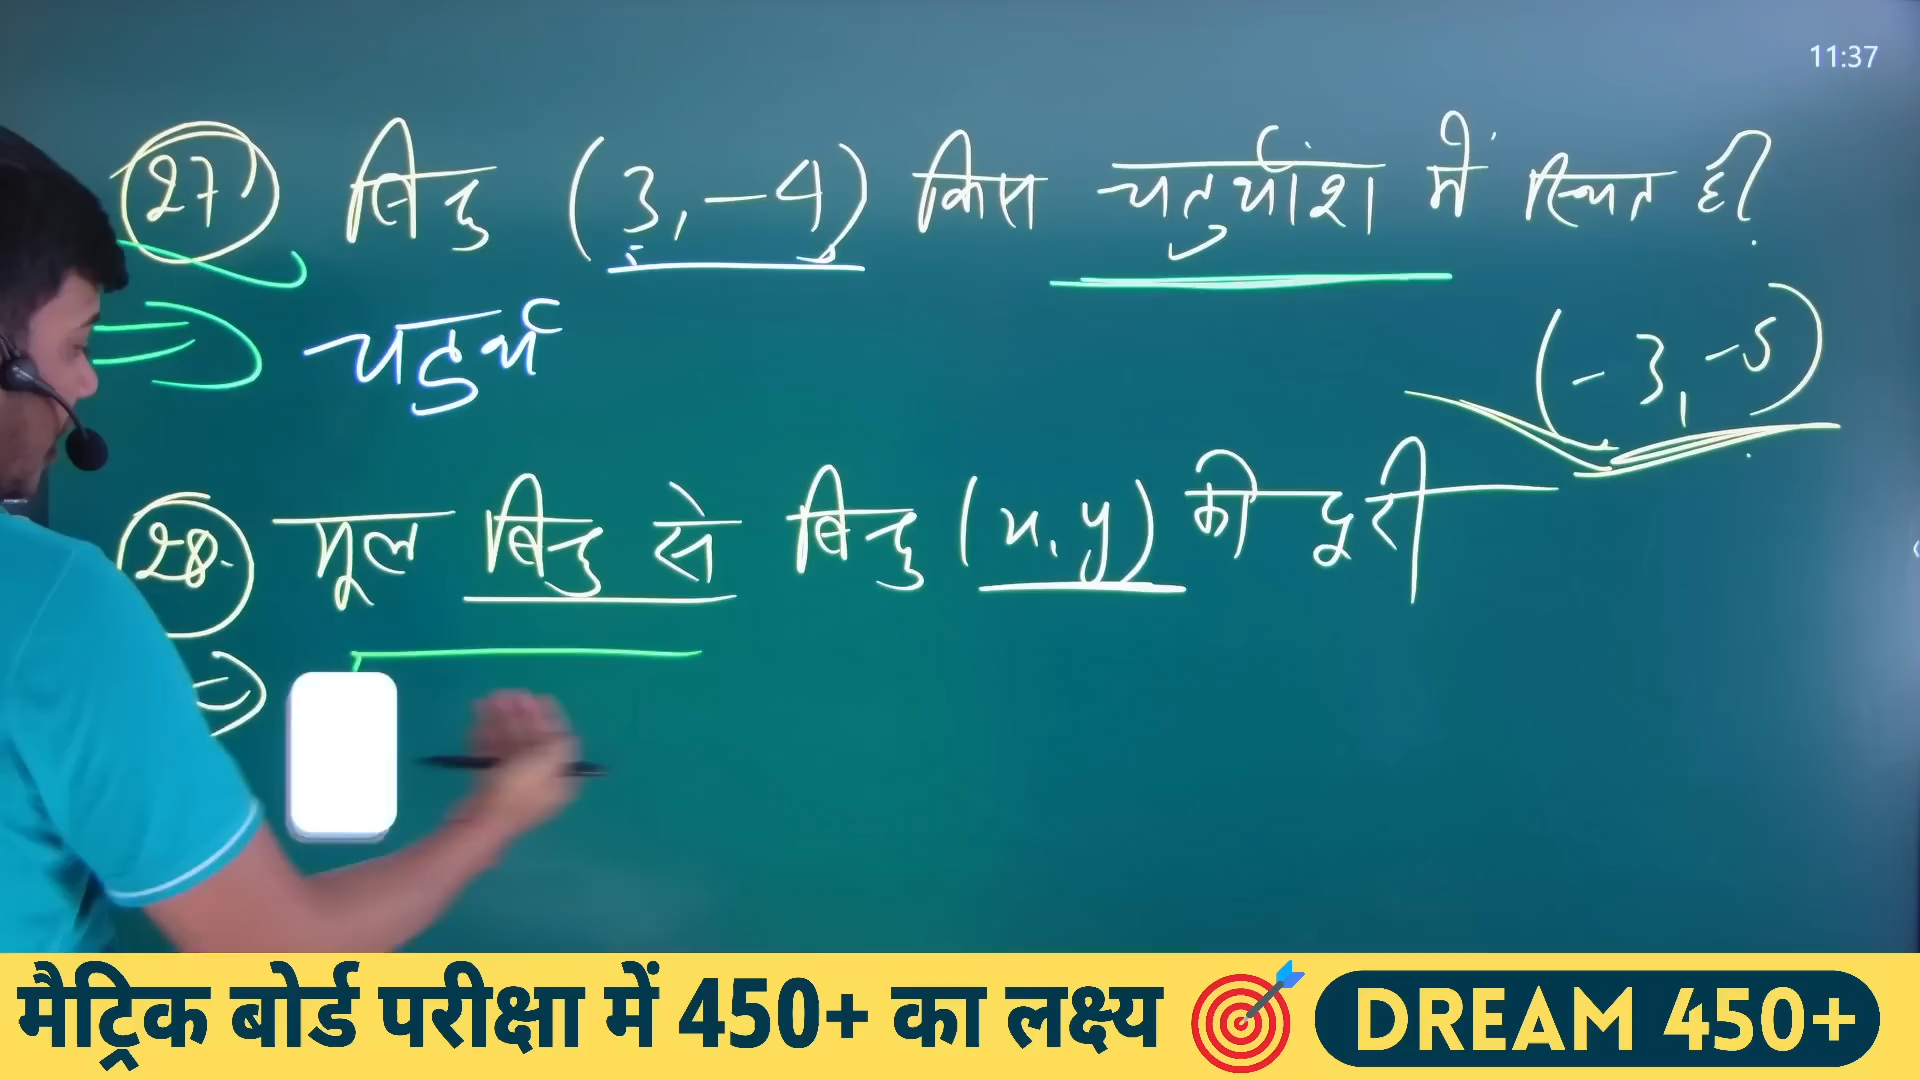 11:37
27 बिन्दु (3, -4) किस चतुर्थांश में स्थित है?
⇒ चतुर्थ
(-3, -5)
28. मूल बिन्दु से बिन्दु (x, y) की दूरी
⇒
मैट्रिक बोर्ड परीक्षा में 450+ का लक्ष्य DREAM 450+